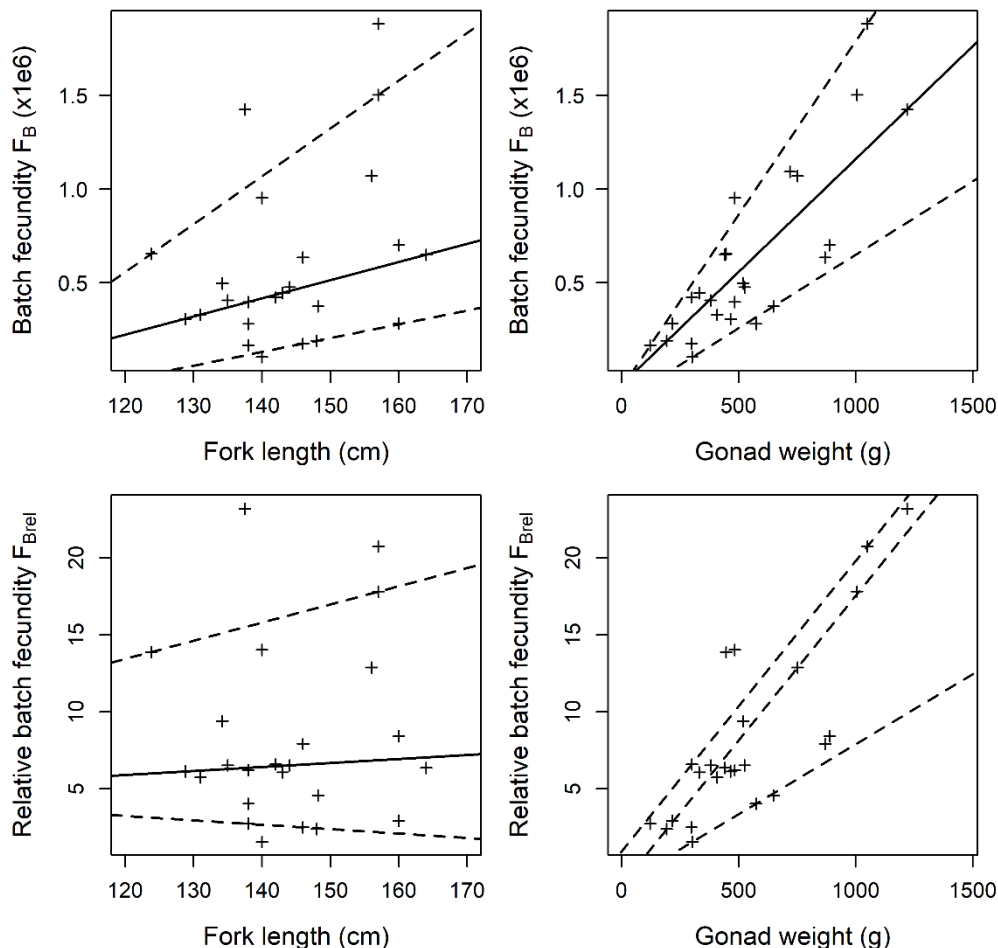 Batch fecundity F_B (x1e6)
0.5
1.0
1.5
120 130 140 150 160 170
Fork length (cm)
Batch fecundity F_B (x1e6)
0.5
1.0
1.5
0 500 1000 1500
Gonad weight (g)
Relative batch fecundity F_Brel
5
10
15
20
120 130 140 150 160 170
Fork length (cm)
Relative batch fecundity F_Brel
5
10
15
20
0 500 1000 1500
Gonad weight (g)